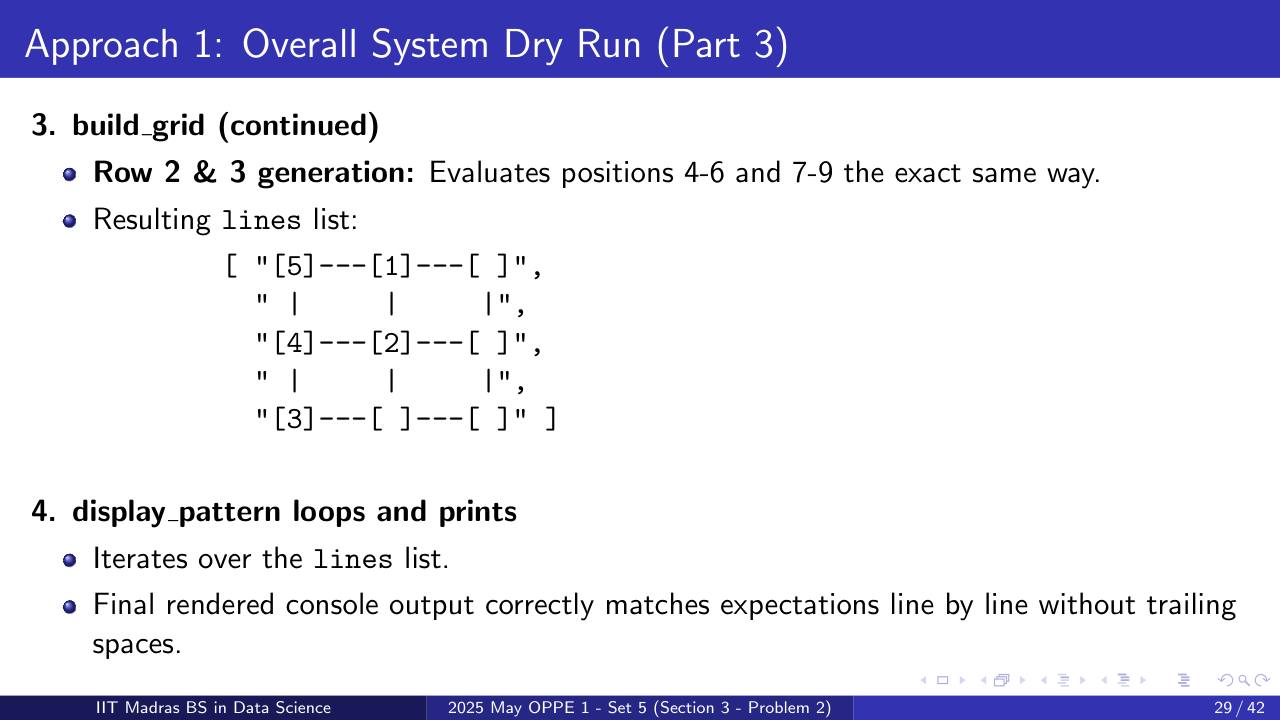 Approach 1: Overall System Dry Run (Part 3)
3. build_grid (continued)
Row 2 & 3 generation: Evaluates positions 4-6 and 7-9 the exact same way.
Resulting lines list:
[ "[5]---[1]---[ ]",
  " |     |     |",
  "[4]---[2]---[ ]",
  " |     |     |",
  "[3]---[ ]---[ ]" ]
4. display_pattern loops and prints
Iterates over the lines list.
Final rendered console output correctly matches expectations line by line without trailing
spaces.
IIT Madras BS in Data Science
2025 May OPPE 1 - Set 5 (Section 3 - Problem 2)
29 / 42